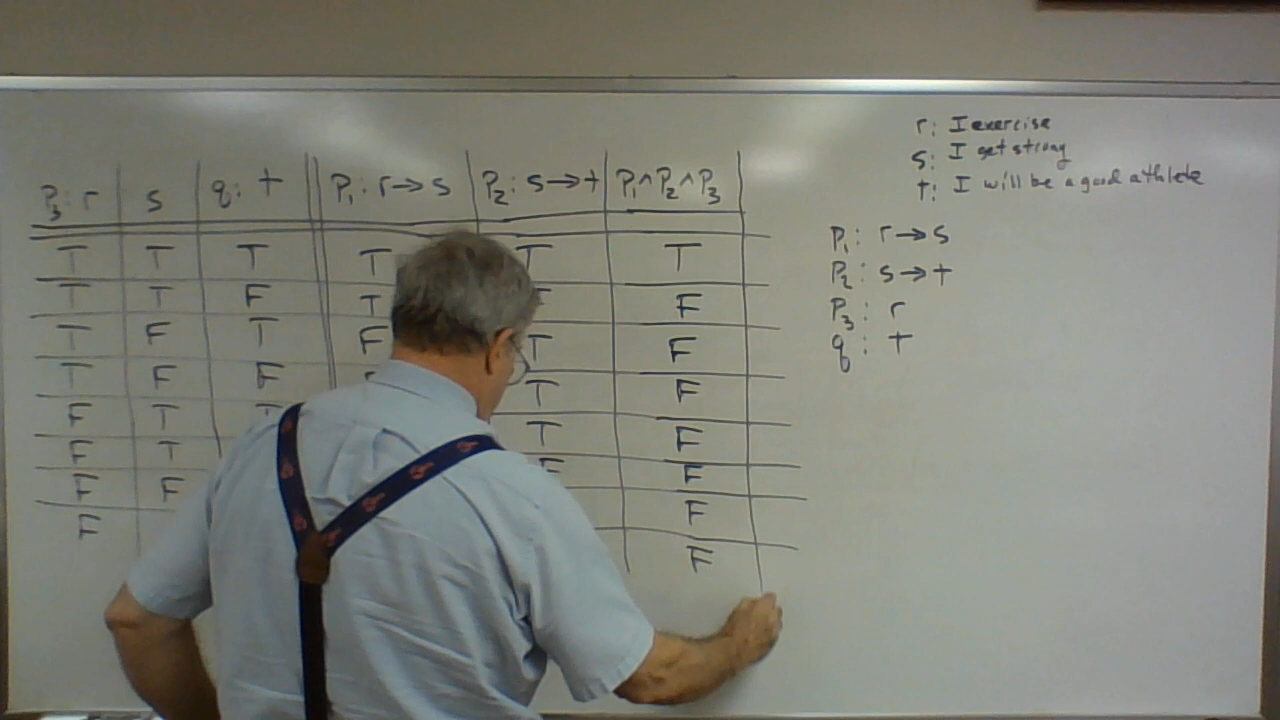 r: I exercise
s: I get strong
t: I will be a good athlete
P₃: r s q: t P₁: r→s P₂: s→t P₁∧P₂∧P₃
T T T T T T
T T F T F
T F T F T F
T F F T F
F T T F
F T F F
F F F
F F
P₁: r→s
P₂: s→t
P₃: r
q: t